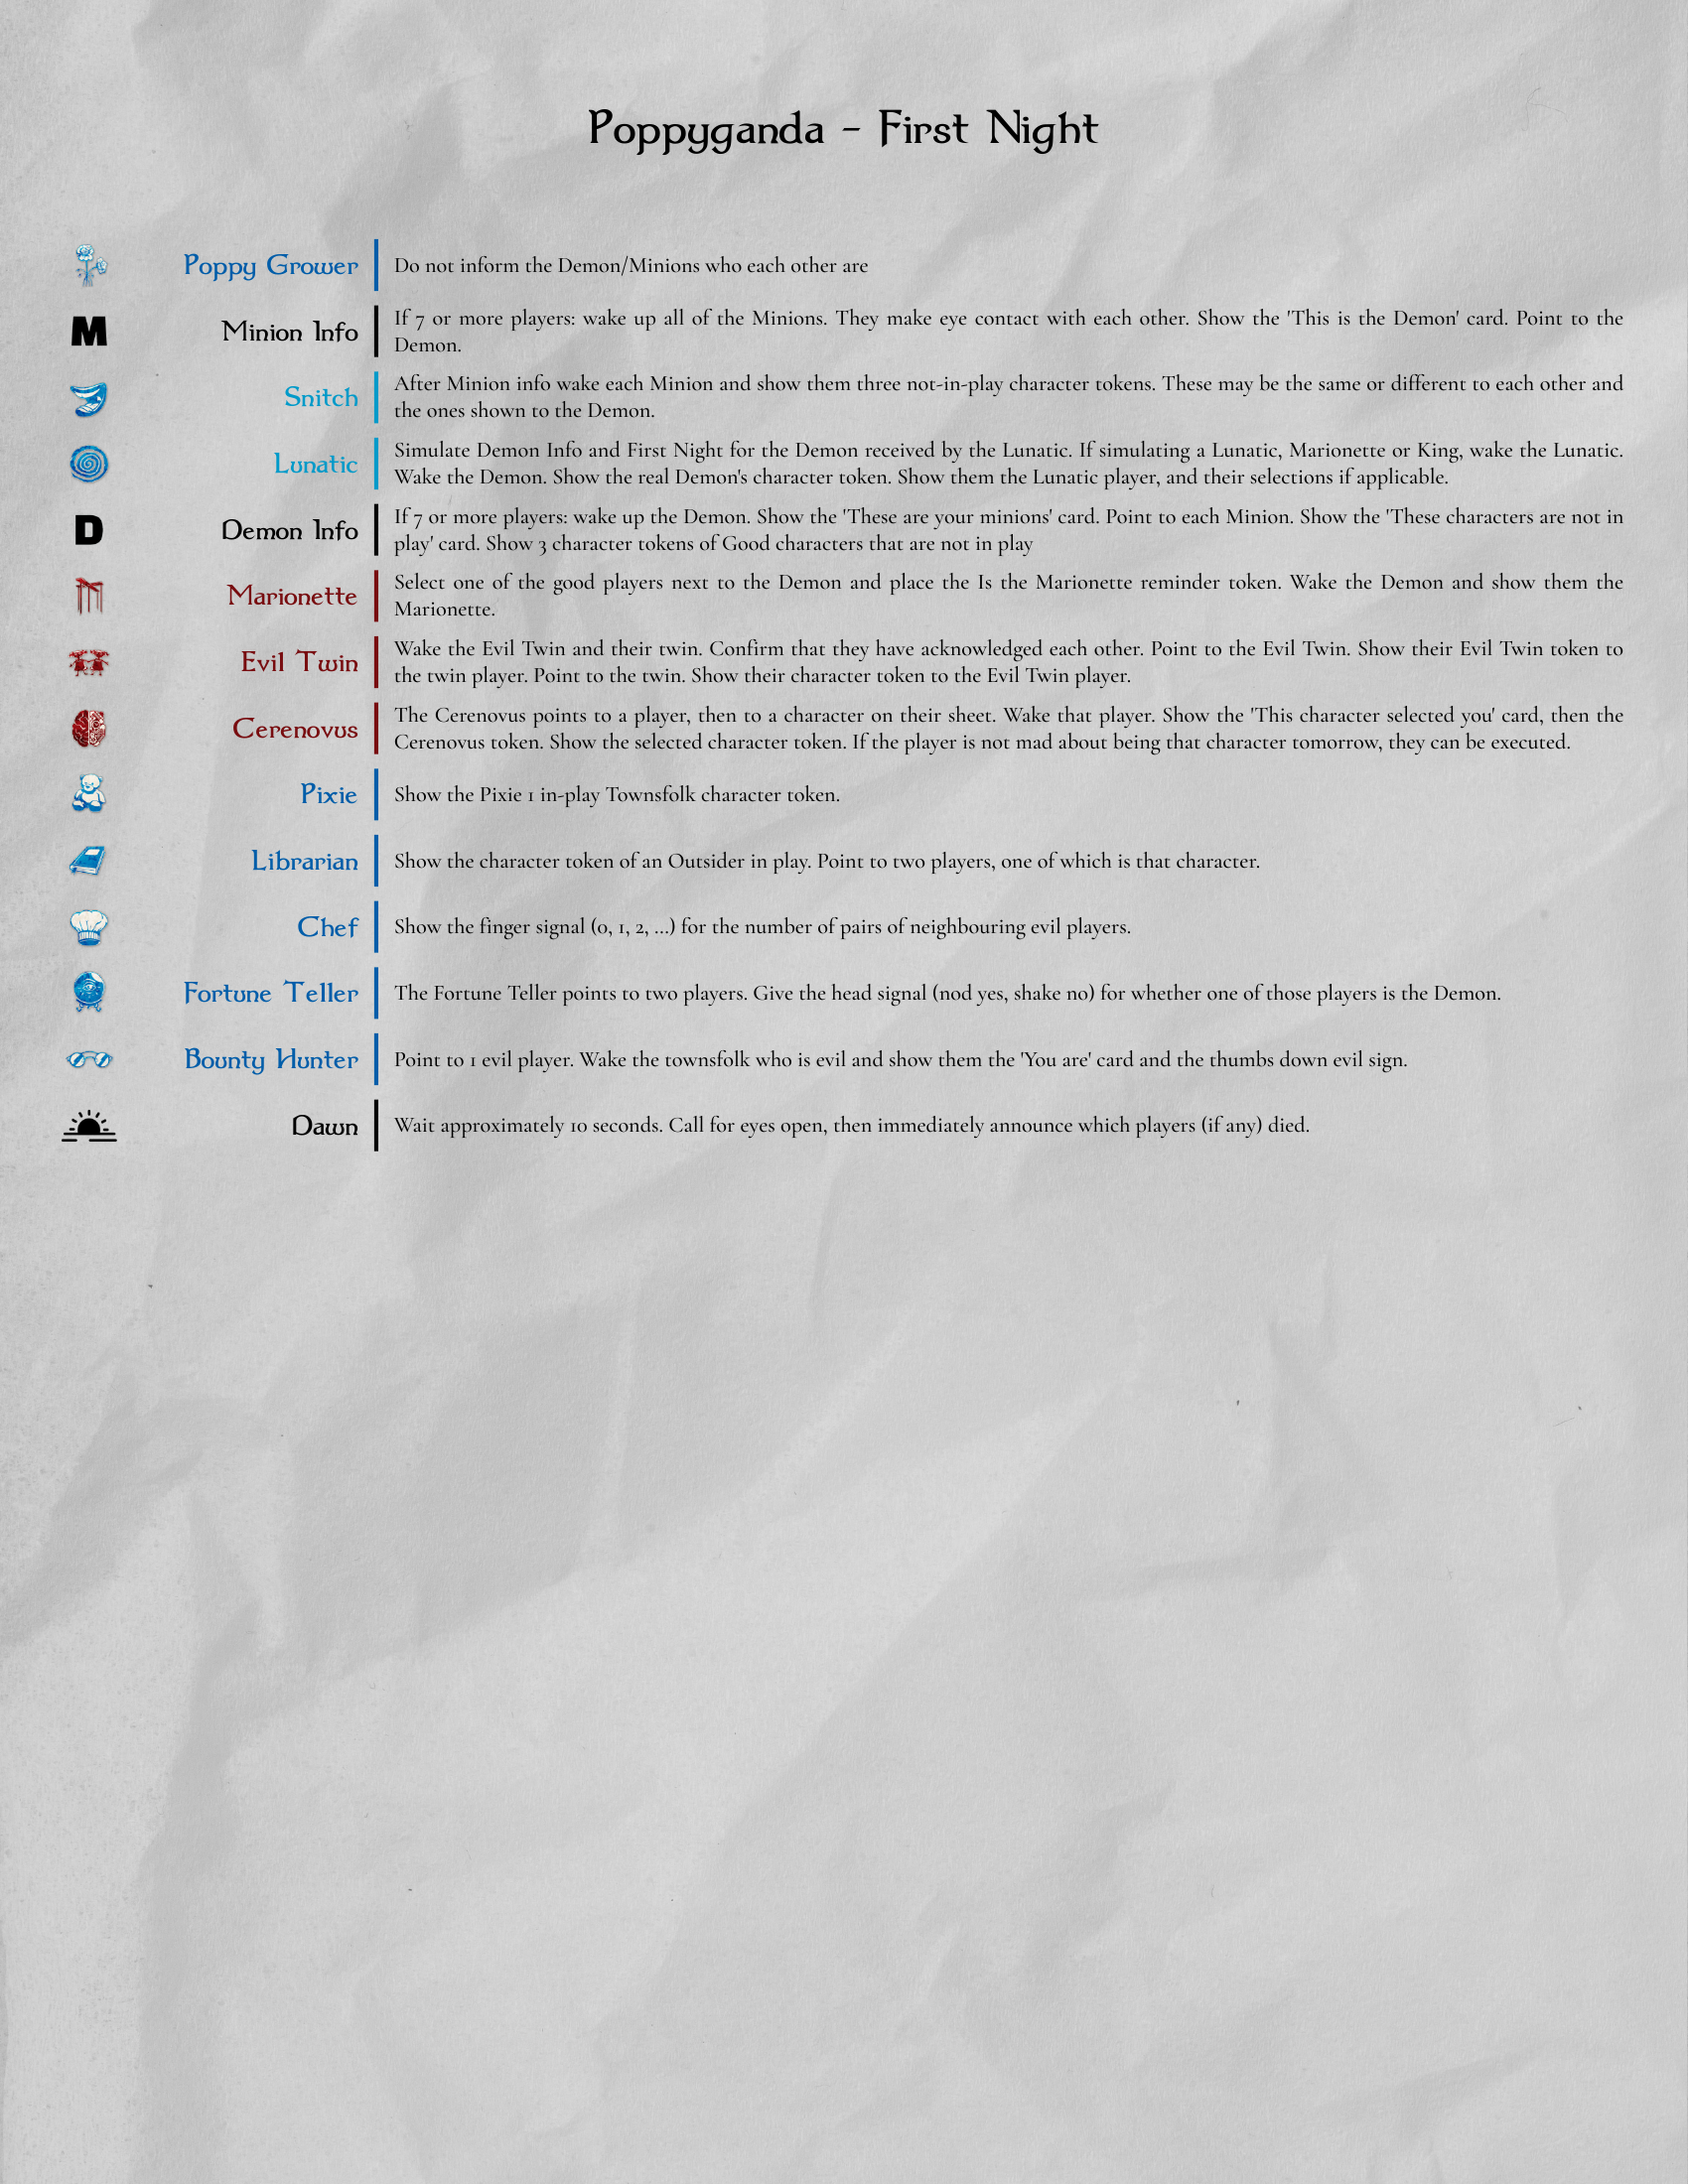 Poppyganda - First Night
Poppy Grower
Do not inform the Demon/Minions who each other are
M
Minion Info
If 7 or more players: wake up all of the Minions. They make eye contact with each other. Show the 'This is the Demon' card. Point to the
Demon.
Snitch
After Minion info wake each Minion and show them three not-in-play character tokens. These may be the same or different to each other and
the ones shown to the Demon.
Lunatic
Simulate Demon Info and First Night for the Demon received by the Lunatic. If simulating a Lunatic, Marionette or King, wake the Lunatic.
Wake the Demon. Show the real Demon's character token. Show them the Lunatic player, and their selections if applicable.
D
Demon Info
If 7 or more players: wake up the Demon. Show the 'These are your minions' card. Point to each Minion. Show the 'These characters are not in
play' card. Show 3 character tokens of Good characters that are not in play
Marionette
Select one of the good players next to the Demon and place the Is the Marionette reminder token. Wake the Demon and show them the
Marionette.
Evil Twin
Wake the Evil Twin and their twin. Confirm that they have acknowledged each other. Point to the Evil Twin. Show their Evil Twin token to
the twin player. Point to the twin. Show their character token to the Evil Twin player.
Cerenovus
The Cerenovus points to a player, then to a character on their sheet. Wake that player. Show the 'This character selected you' card, then the
Cerenovus token. Show the selected character token. If the player is not mad about being that character tomorrow, they can be executed.
Pixie
Show the Pixie 1 in-play Townsfolk character token.
Librarian
Show the character token of an Outsider in play. Point to two players, one of which is that character.
Chef
Show the finger signal (0, 1, 2, ...) for the number of pairs of neighbouring evil players.
Fortune Teller
The Fortune Teller points to two players. Give the head signal (nod yes, shake no) for whether one of those players is the Demon.
Bounty Hunter
Point to 1 evil player. Wake the townsfolk who is evil and show them the 'You are' card and the thumbs down evil sign.
Dawn
Wait approximately 10 seconds. Call for eyes open, then immediately announce which players (if any) died.